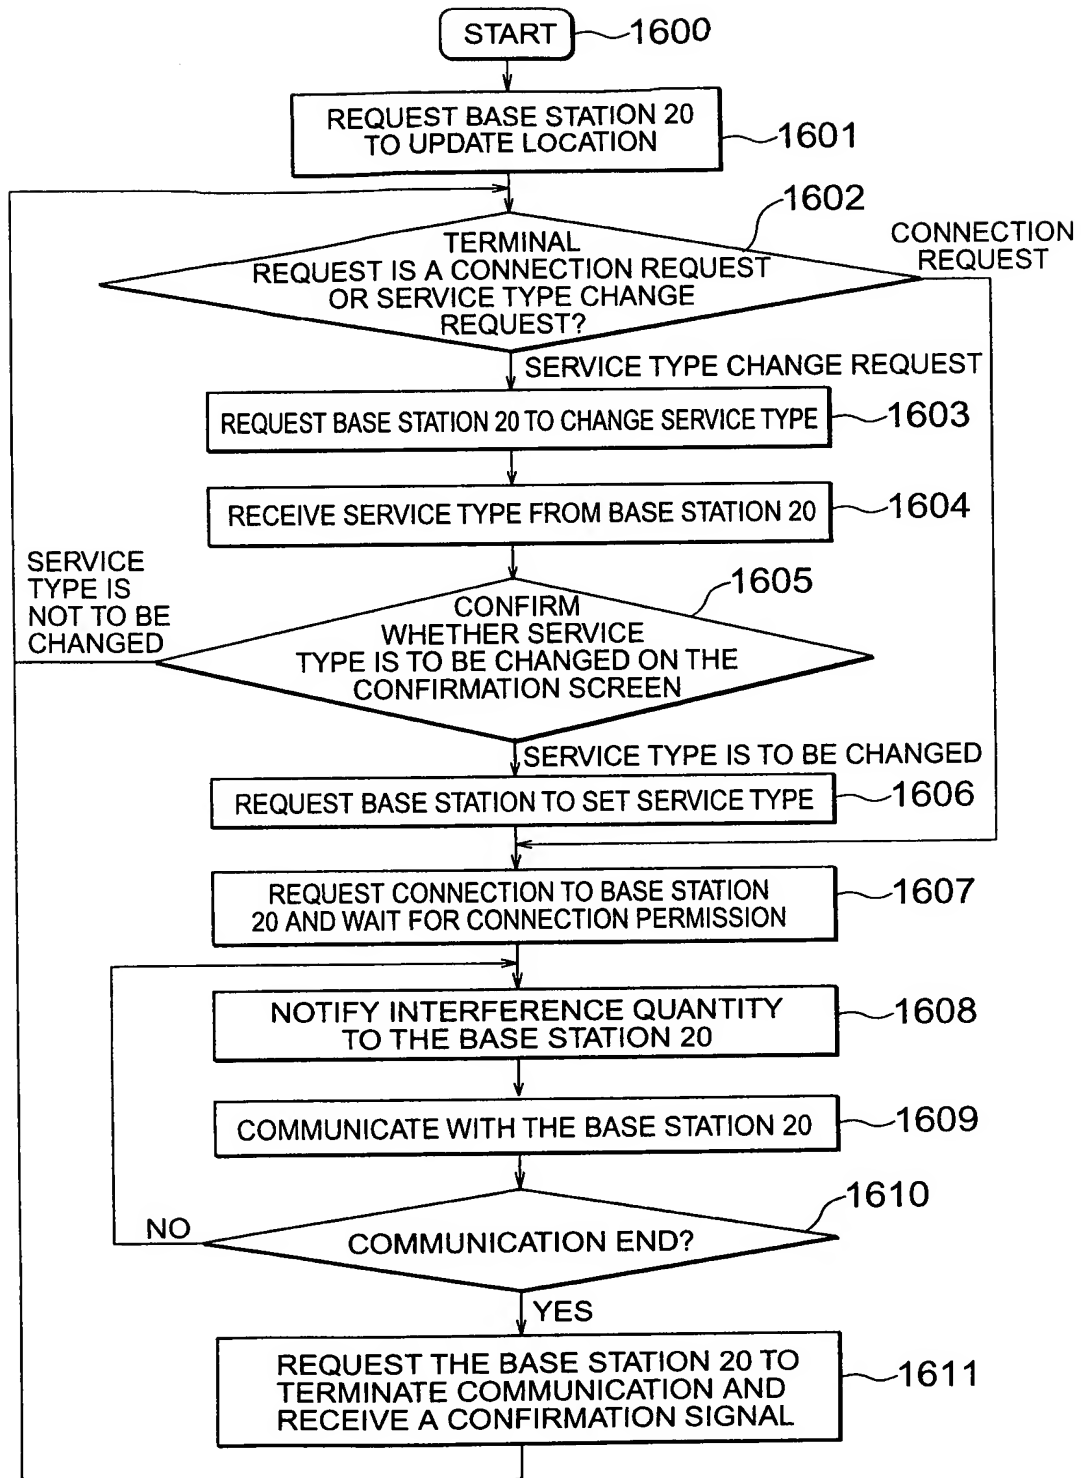 START
1600
REQUEST BASE STATION 20
TO UPDATE LOCATION
1601
1602
TERMINAL
REQUEST IS A CONNECTION REQUEST
OR SERVICE TYPE CHANGE
REQUEST?
CONNECTION
REQUEST
SERVICE TYPE CHANGE REQUEST
REQUEST BASE STATION 20 TO CHANGE SERVICE TYPE
1603
RECEIVE SERVICE TYPE FROM BASE STATION 20
1604
SERVICE
TYPE IS
NOT TO BE
CHANGED
1605
CONFIRM
WHETHER SERVICE
TYPE IS TO BE CHANGED ON THE
CONFIRMATION SCREEN
SERVICE TYPE IS TO BE CHANGED
REQUEST BASE STATION TO SET SERVICE TYPE
1606
REQUEST CONNECTION TO BASE STATION
20 AND WAIT FOR CONNECTION PERMISSION
1607
NOTIFY INTERFERENCE QUANTITY
TO THE BASE STATION 20
1608
COMMUNICATE WITH THE BASE STATION 20
1609
1610
NO
COMMUNICATION END?
YES
REQUEST THE BASE STATION 20 TO
TERMINATE COMMUNICATION AND
RECEIVE A CONFIRMATION SIGNAL
1611